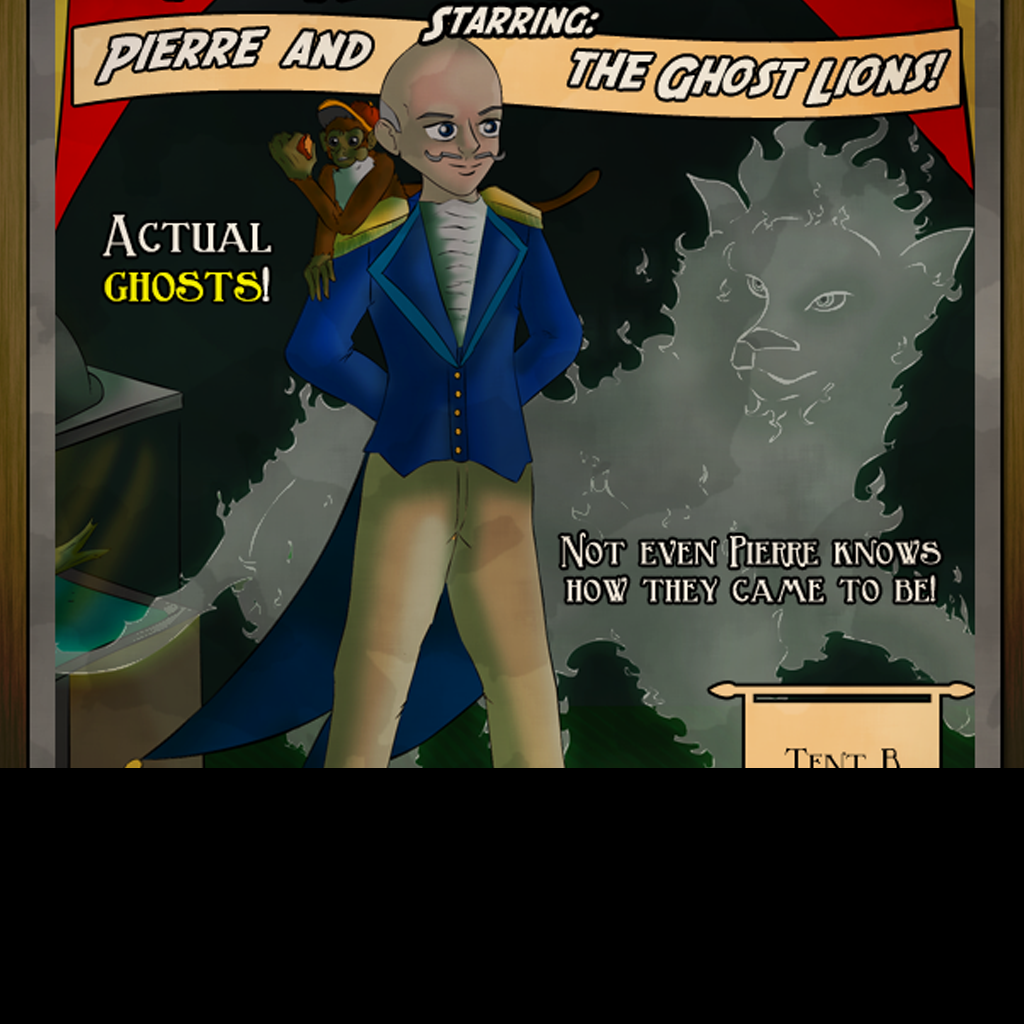 Starring:
Pierre and The Ghost Lions!
Actual
ghosts!
Not even Pierre knows
how they came to be!
Tent B